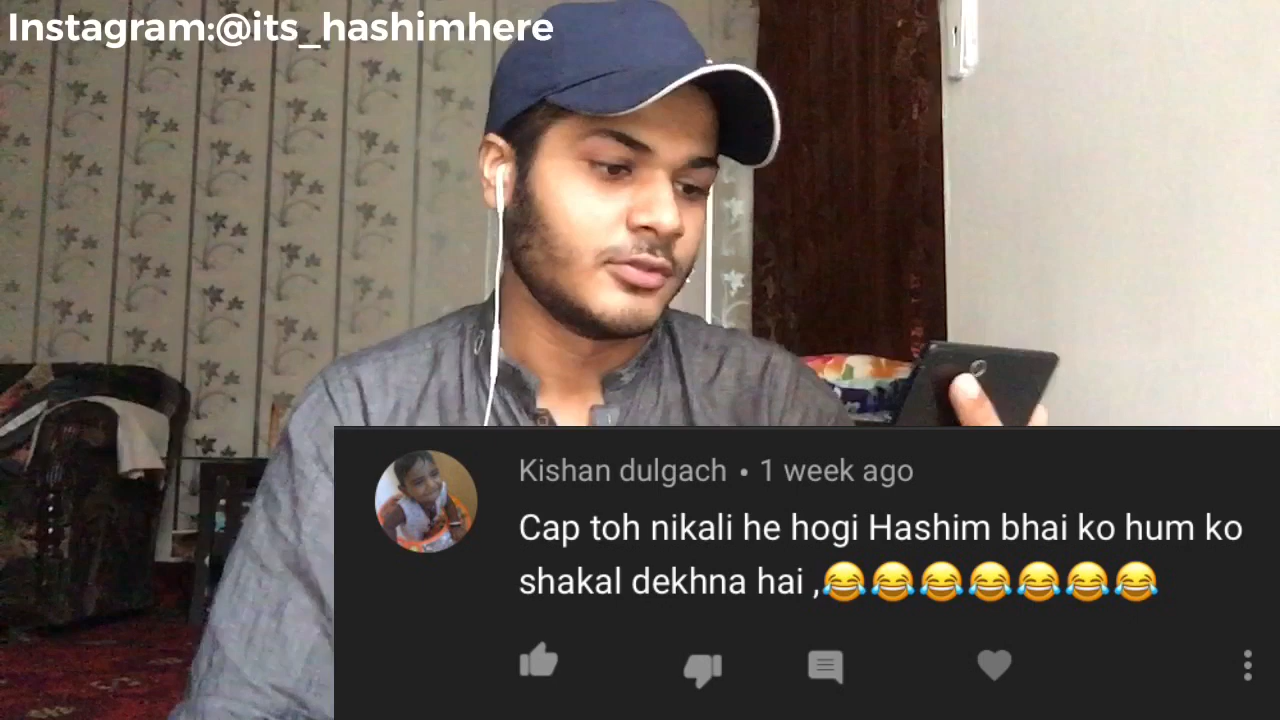 Instagram:@its_hashimhere
Kishan dulgach • 1 week ago
Cap toh nikali he hogi Hashim bhai ko hum ko
shakal dekhna hai ,😂😂😂😂😂😂😂